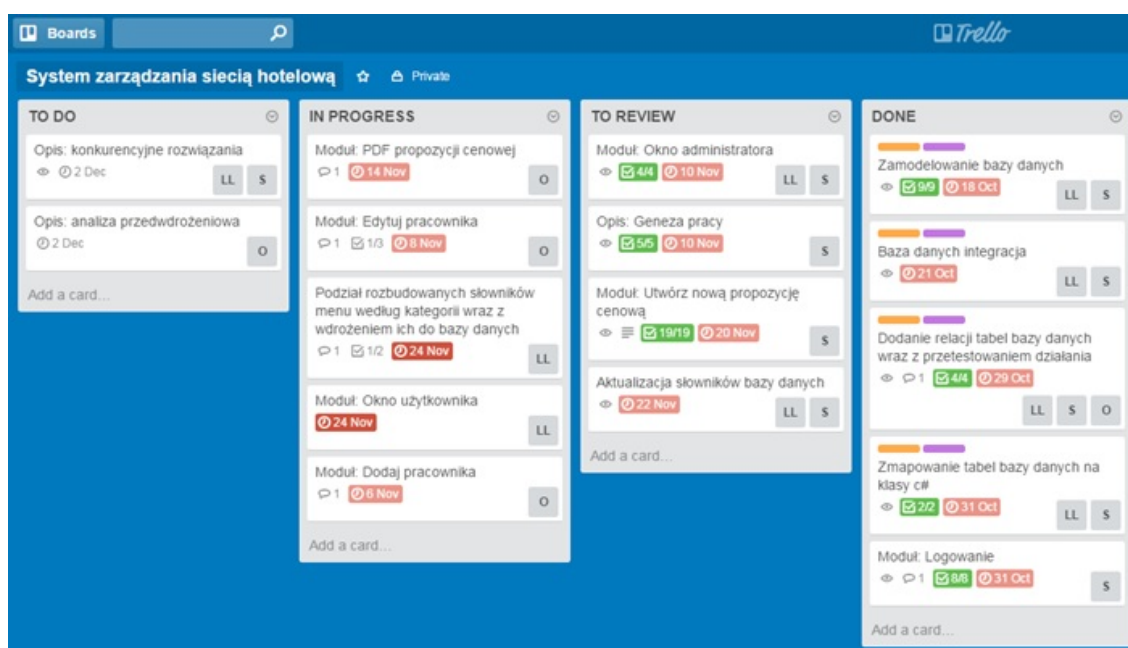 Boards
Trello
System zarządzania siecią hotelową Private
TO DO
Opis: konkurencyjne rozwiązania
2 Dec
LL S
Opis: analiza przedwdrożeniowa
2 Dec
O
Add a card...
IN PROGRESS
Moduł: PDF propozycji cenowej
1 14 Nov
O
Moduł: Edytuj pracownika
1 1/3 8 Nov
O
Podział rozbudowanych słowników
menu według kategorii wraz z
wdrożeniem ich do bazy danych
1 1/2 24 Nov
LL
Moduł: Okno użytkownika
24 Nov
LL
Moduł: Dodaj pracownika
1 6 Nov
O
Add a card...
TO REVIEW
Moduł: Okno administratora
4/4 10 Nov
LL S
Opis: Geneza pracy
5/5 10 Nov
S
Moduł: Utwórz nową propozycję
cenową
19/19 20 Nov
S
Aktualizacja słowników bazy danych
22 Nov
LL S
Add a card...
DONE
Zamodelowanie bazy danych
9/9 18 Oct
LL S
Baza danych integracja
21 Oct
LL S
Dodanie relacji tabel bazy danych
wraz z przetestowaniem działania
1 4/4 29 Oct
LL S O
Zmapowanie tabel bazy danych na
klasy c#
2/2 31 Oct
LL S
Moduł: Logowanie
1 8/8 31 Oct
S
Add a card...